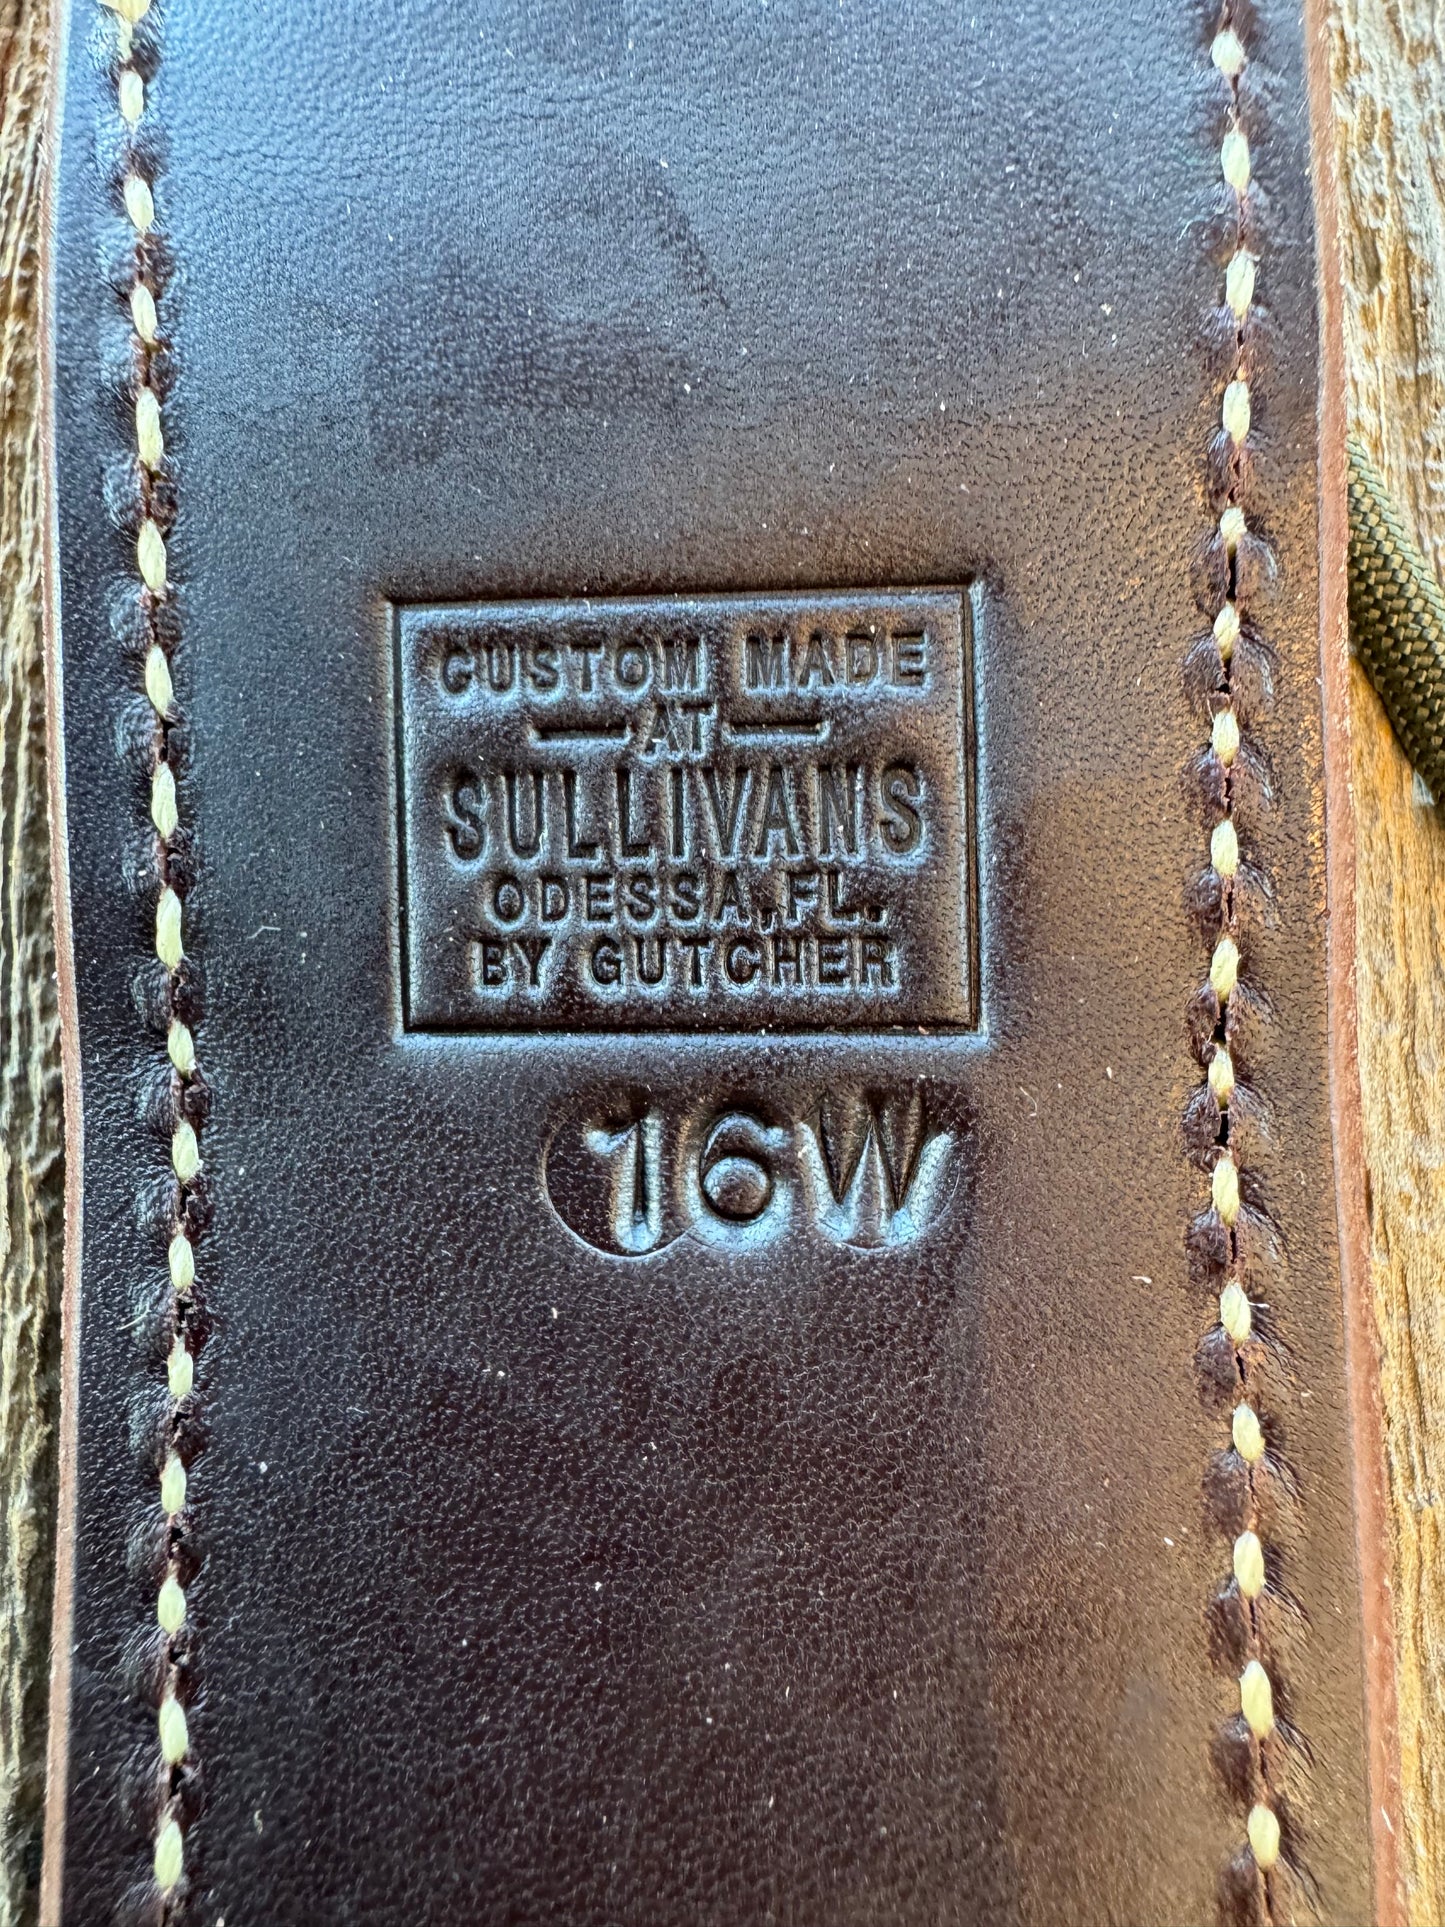 CUSTOM MADE
— AT —
SULLIVANS
ODESSA, FL.
BY GUTCHER
16W